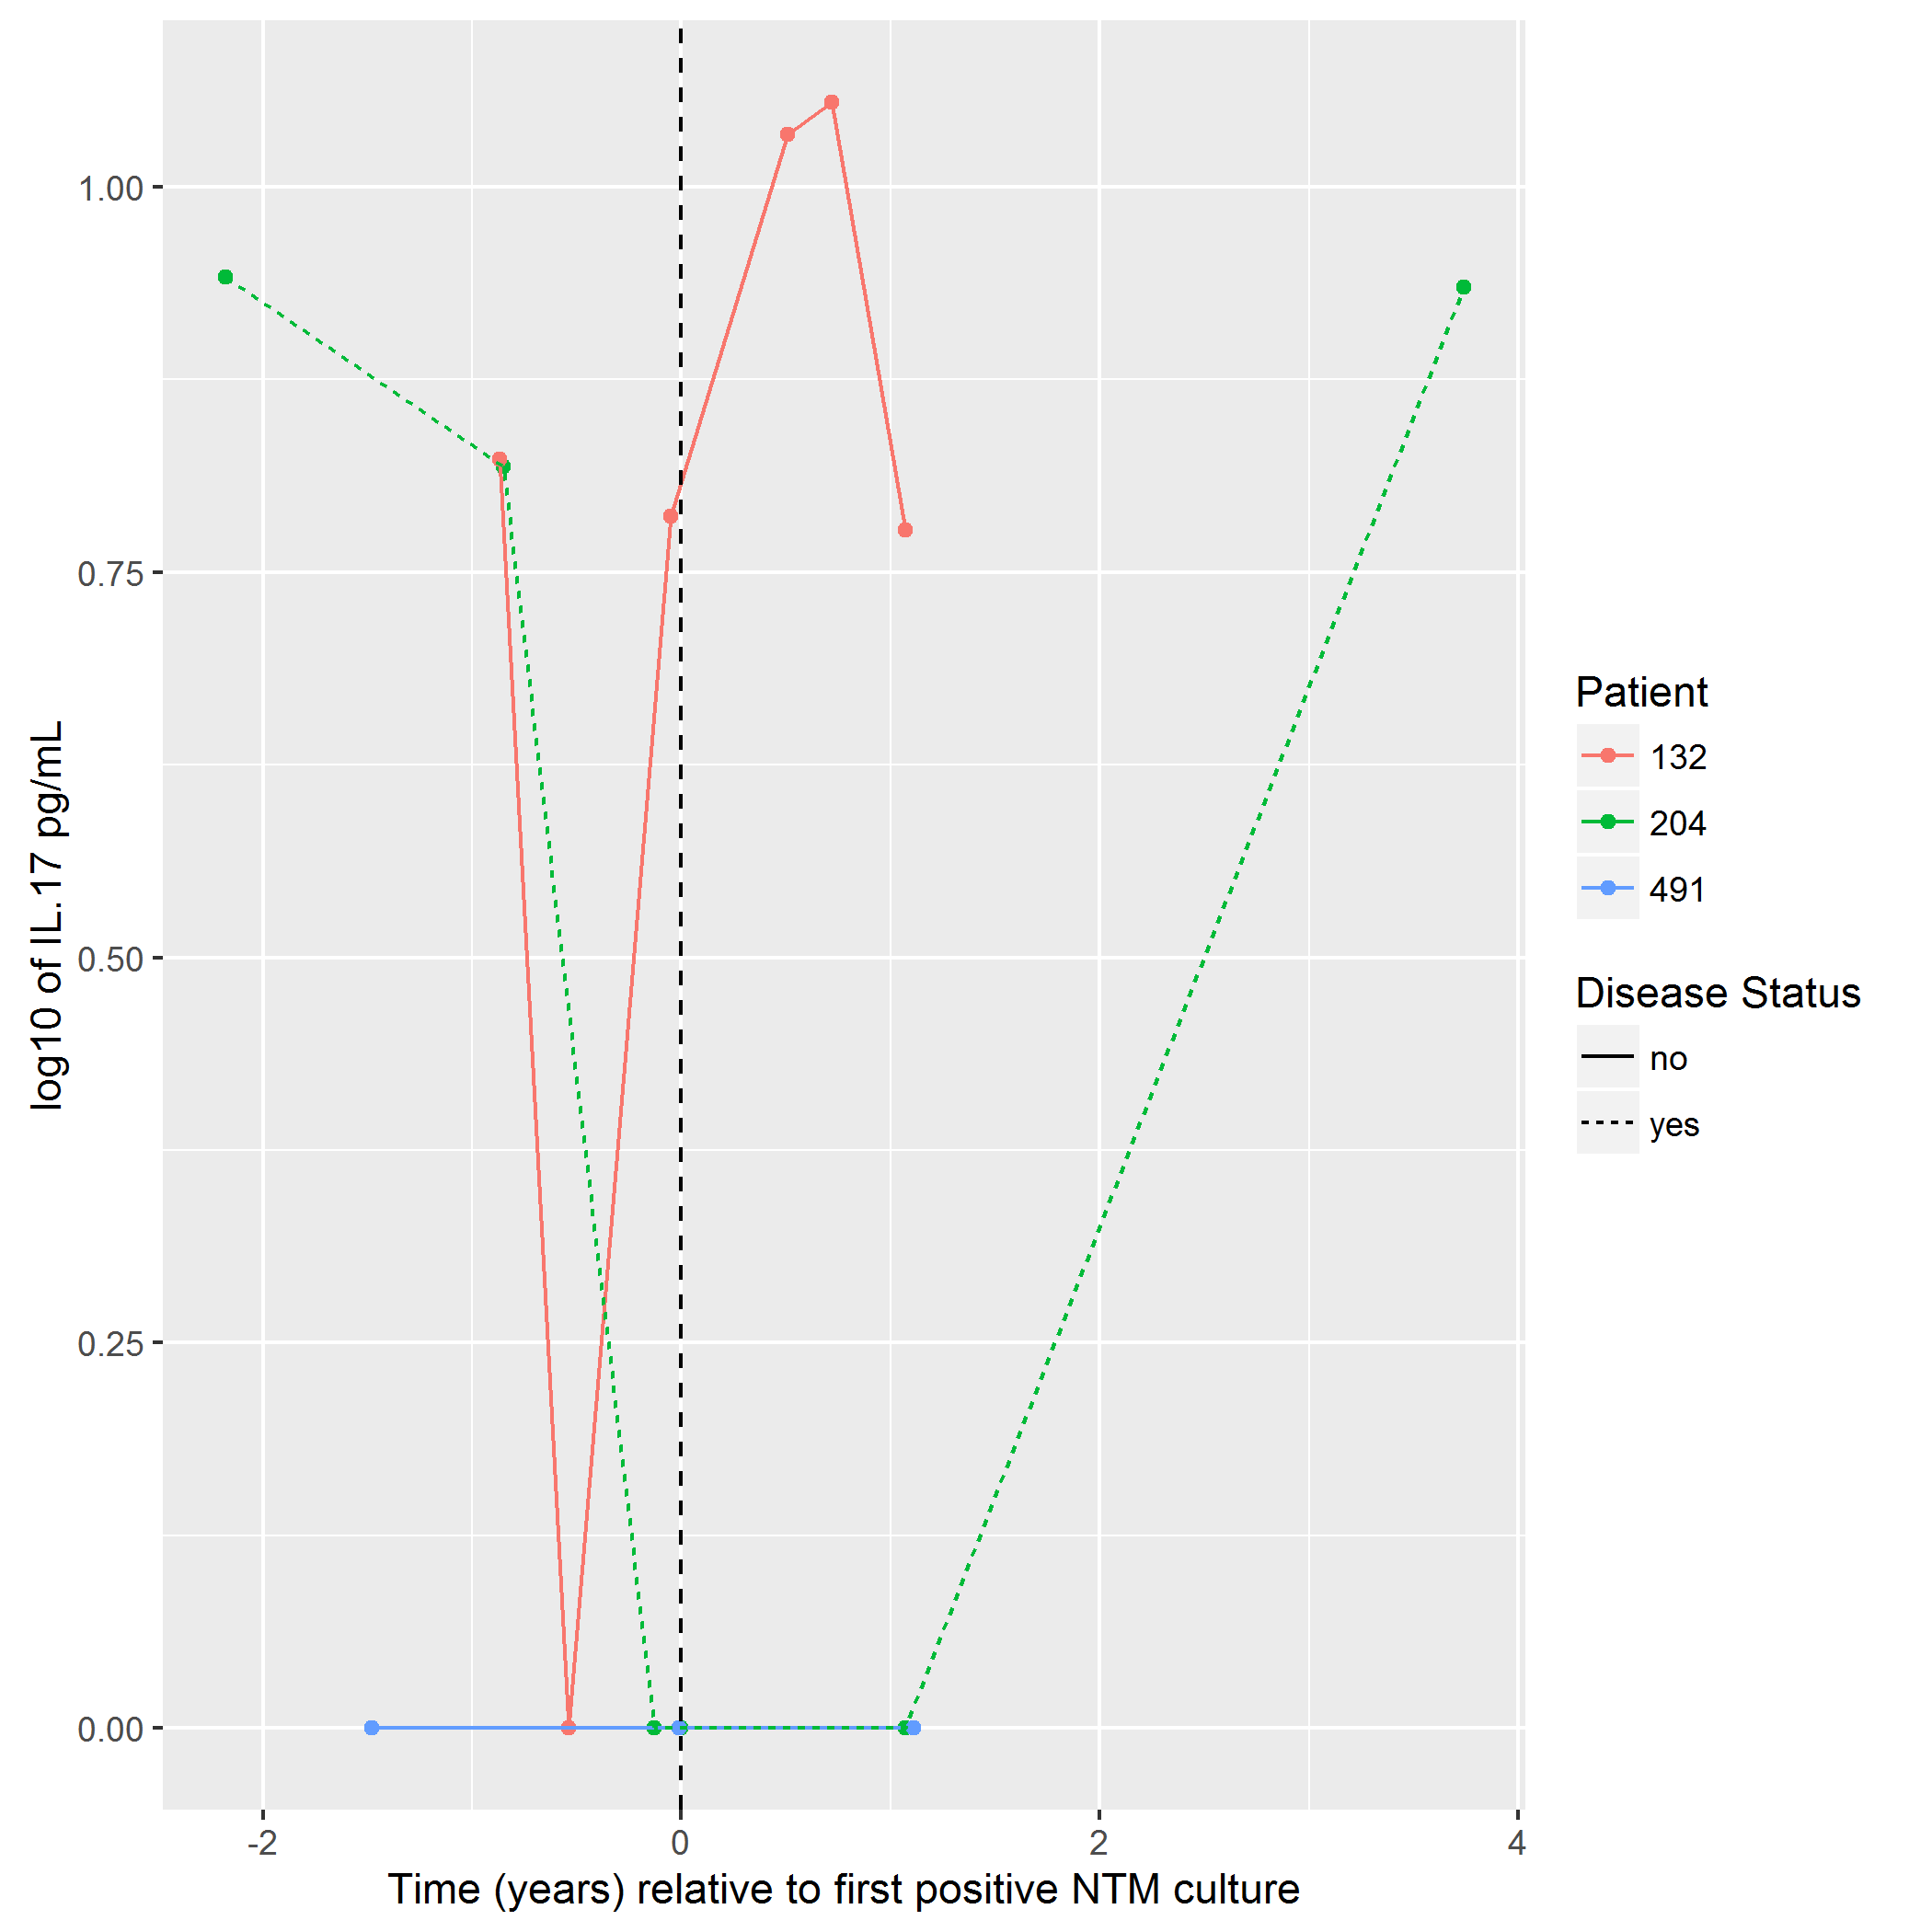 1.00
0.75
0.50
0.25
0.00
log10 of IL.17 pg/mL
-2 0 2 4
Time (years) relative to first positive NTM culture
Patient
132
204
491
Disease Status
no
yes